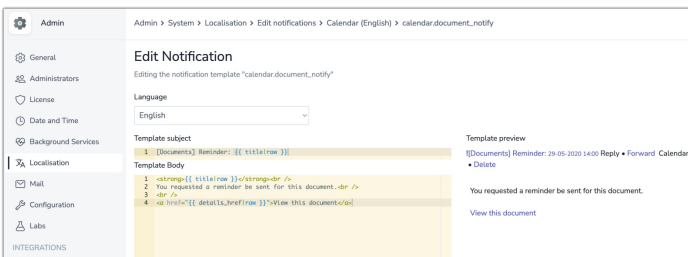 Admin
Admin > System > Localisation > Edit notifications > Calendar (English) > calendar.document_notify
General
Administrators
License
Date and Time
Background Services
Localisation
Mail
Configuration
Labs
INTEGRATIONS
Edit Notification
Editing the notification template "calendar.document_notify"
Language
English
Template subject
1 [Documents] Reminder: {{ title|raw }}
Template Body
1 <strong>{{ title|raw }}</strong><br />
2 You requested a reminder be sent for this document.<br />
3 <br />
4 <a href="{{ details_href|raw }}">View this document</a>
Template preview
f[Documents] Reminder: 29-05-2020 14:00 Reply • Forward Calendar
• Delete
You requested a reminder be sent for this document.
View this document